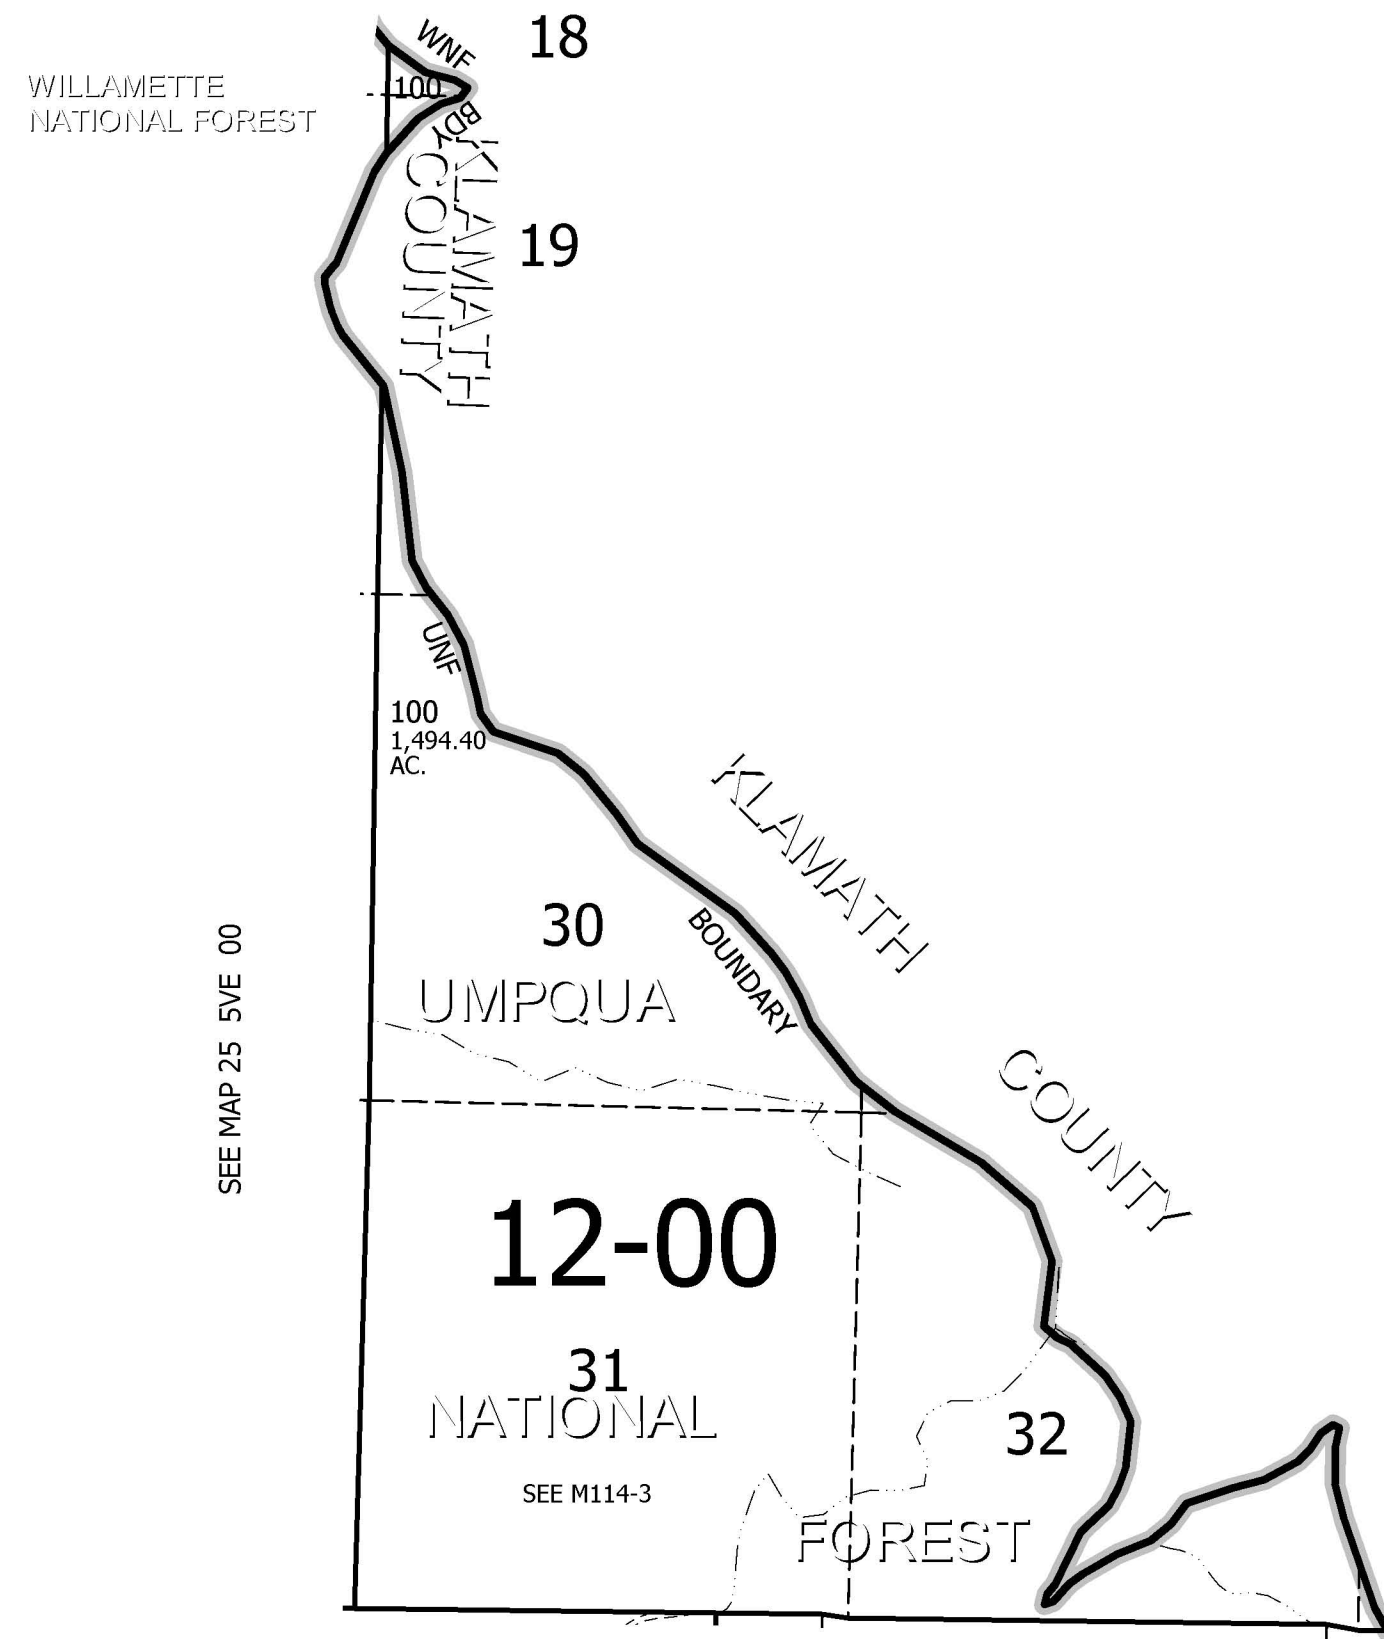 WNF
18
WILLAMETTE
NATIONAL FOREST
100
BDY
KLAMATH
COUNTY
19
UNF
100
1,494.40
AC.
KLAMATH
30
BOUNDARY
UMPQUA
SEE MAP 25 5VE 00
COUNTY
12-00
31
NATIONAL
32
SEE M114-3
FOREST